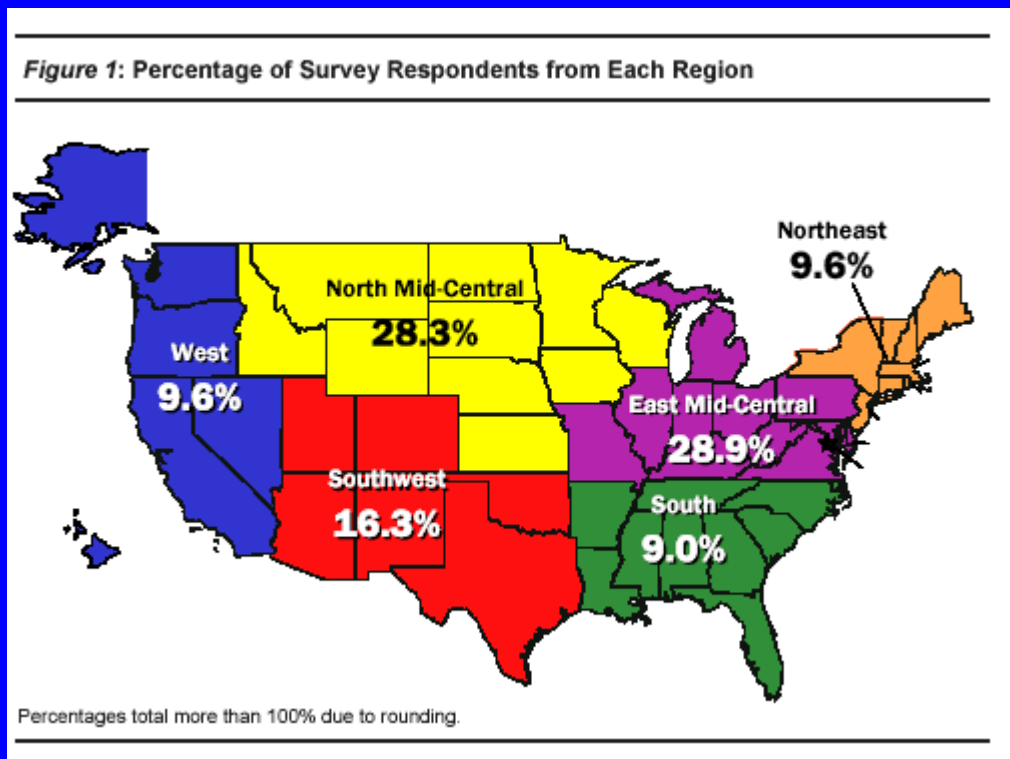 Figure 1: Percentage of Survey Respondents from Each Region
Northeast
9.6%
North Mid-Central
28.3%
West
9.6%
East Mid-Central
28.9%
Southwest
16.3%
South
9.0%
Percentages total more than 100% due to rounding.